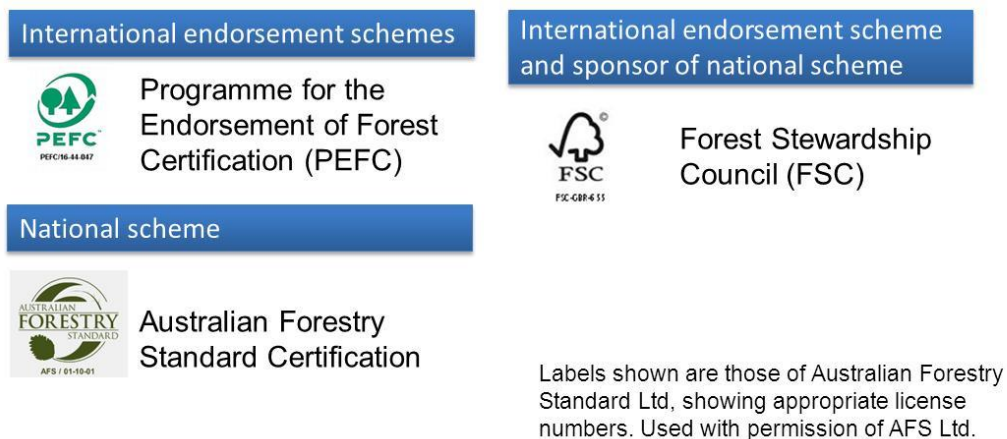 International endorsement schemes
PEFC™
PEFC/16-44-047
Programme for the
Endorsement of Forest
Certification (PEFC)
National scheme
AUSTRALIAN
FORESTRY
STANDARD
AFS / 01-10-01
Australian Forestry
Standard Certification
International endorsement scheme
and sponsor of national scheme
©
FSC
FSC-GBR-633
Forest Stewardship
Council (FSC)
Labels shown are those of Australian Forestry
Standard Ltd, showing appropriate license
numbers. Used with permission of AFS Ltd.